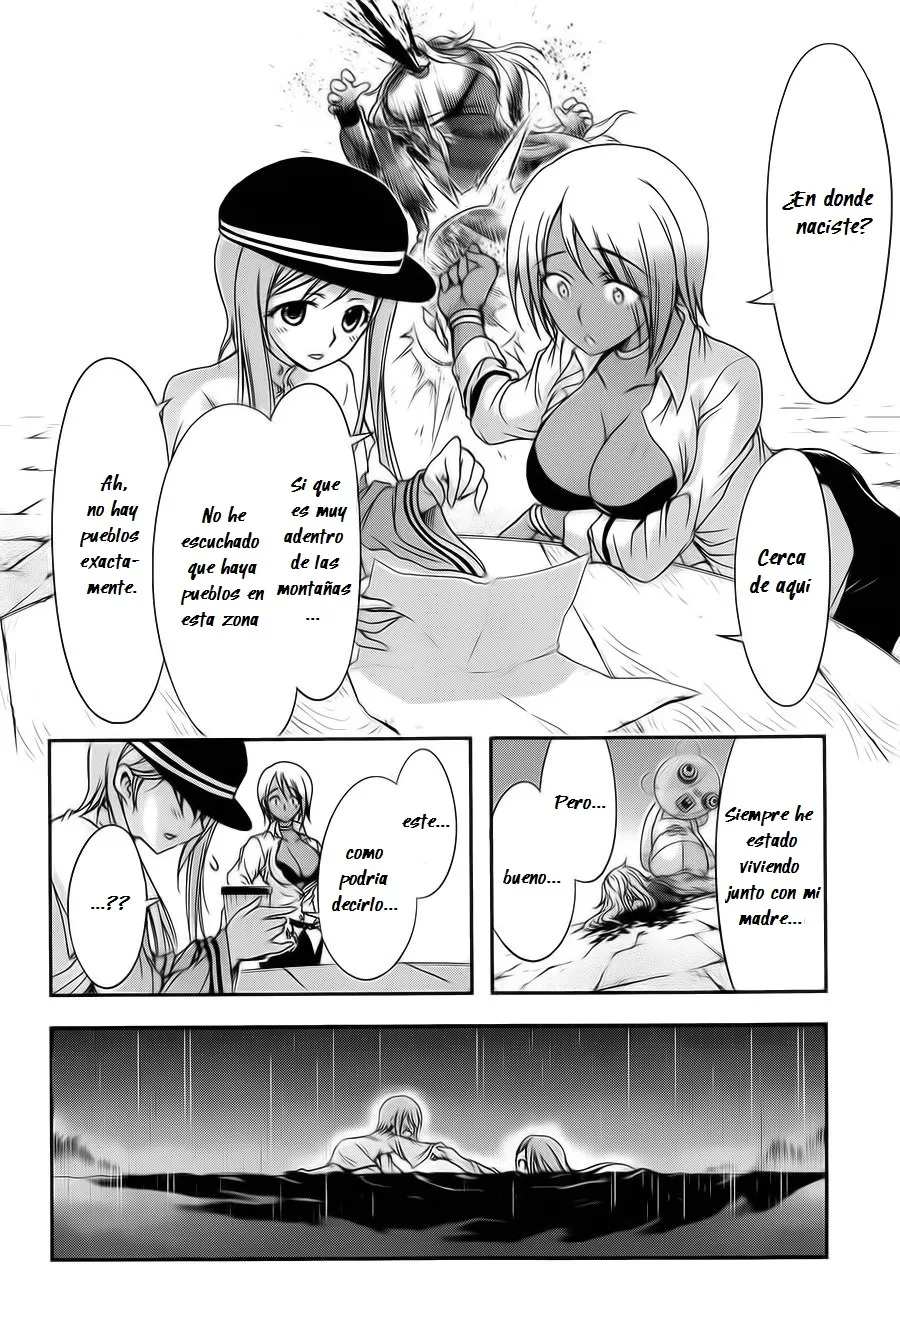 ¿En donde
naciste?
Cerca
de aqui
Si que
es muy
adentro
de las
montañas
...
No he
escuchado
que haya
pueblos en
esta zona
Ah,
no hay
pueblos
exacta-
mente.
Siempre he
estado
viviendo
junto con mi
madre...
Pero...
bueno...
este...
como
podria
decirlo...
...??